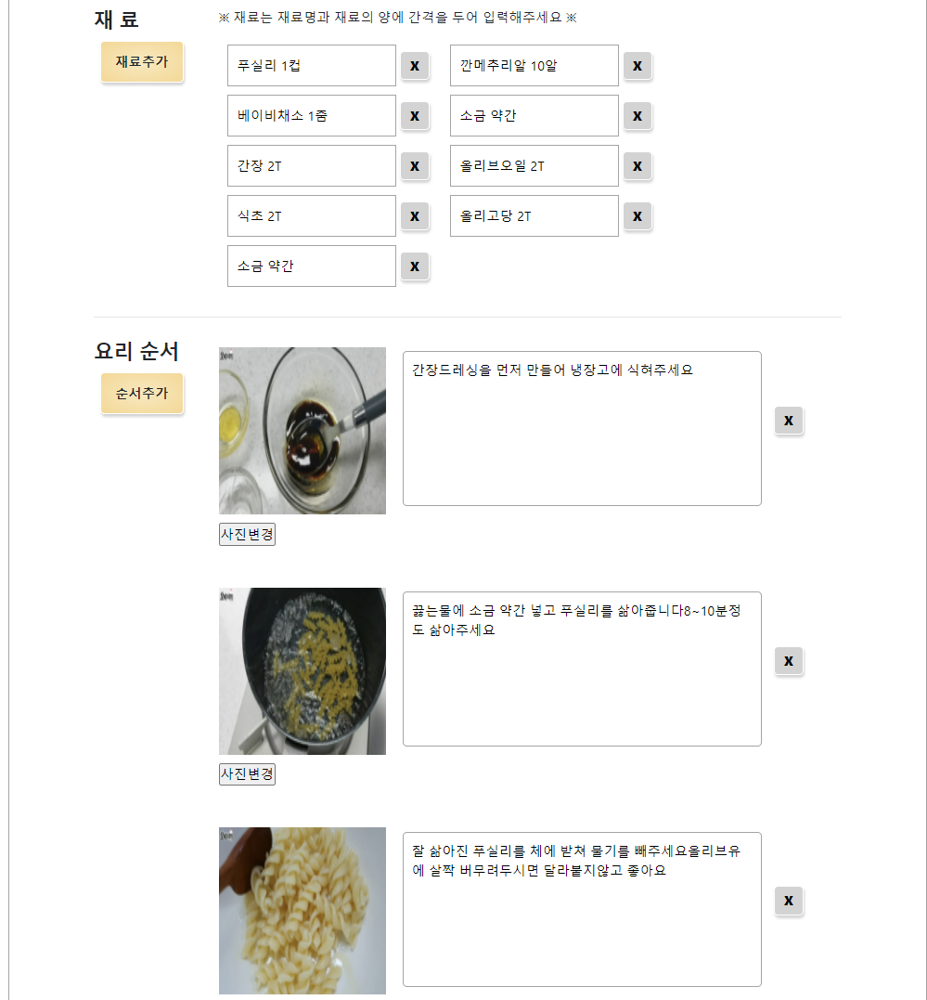 재 료
※ 재료는 재료명과 재료의 양에 간격을 두어 입력해주세요 ※
재료추가
푸실리 1컵 X 깐메추리알 10알 X
베이비채소 1줌 X 소금 약간 X
간장 2T X 올리브오일 2T X
식초 2T X 올리고당 2T X
소금 약간 X
요리 순서
순서추가
간장드레싱을 먼저 만들어 냉장고에 식혀주세요
X
사진변경
끓는물에 소금 약간 넣고 푸실리를 삶아줍니다8~10분정
도 삶아주세요
X
사진변경
잘 삶아진 푸실리를 체에 받쳐 물기를 빼주세요올리브유
에 살짝 버무려두시면 달라붙지않고 좋아요
X